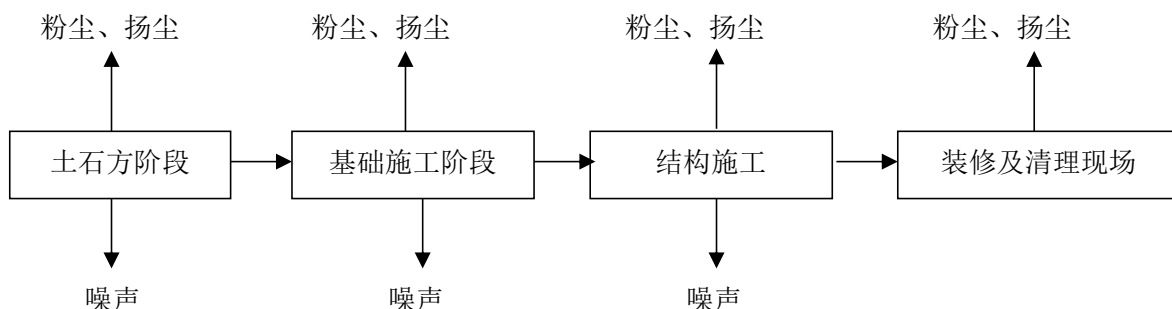 粉尘、扬尘 粉尘、扬尘 粉尘、扬尘 粉尘、扬尘
土石方阶段 基础施工阶段 结构施工 装修及清理现场
噪声 噪声 噪声